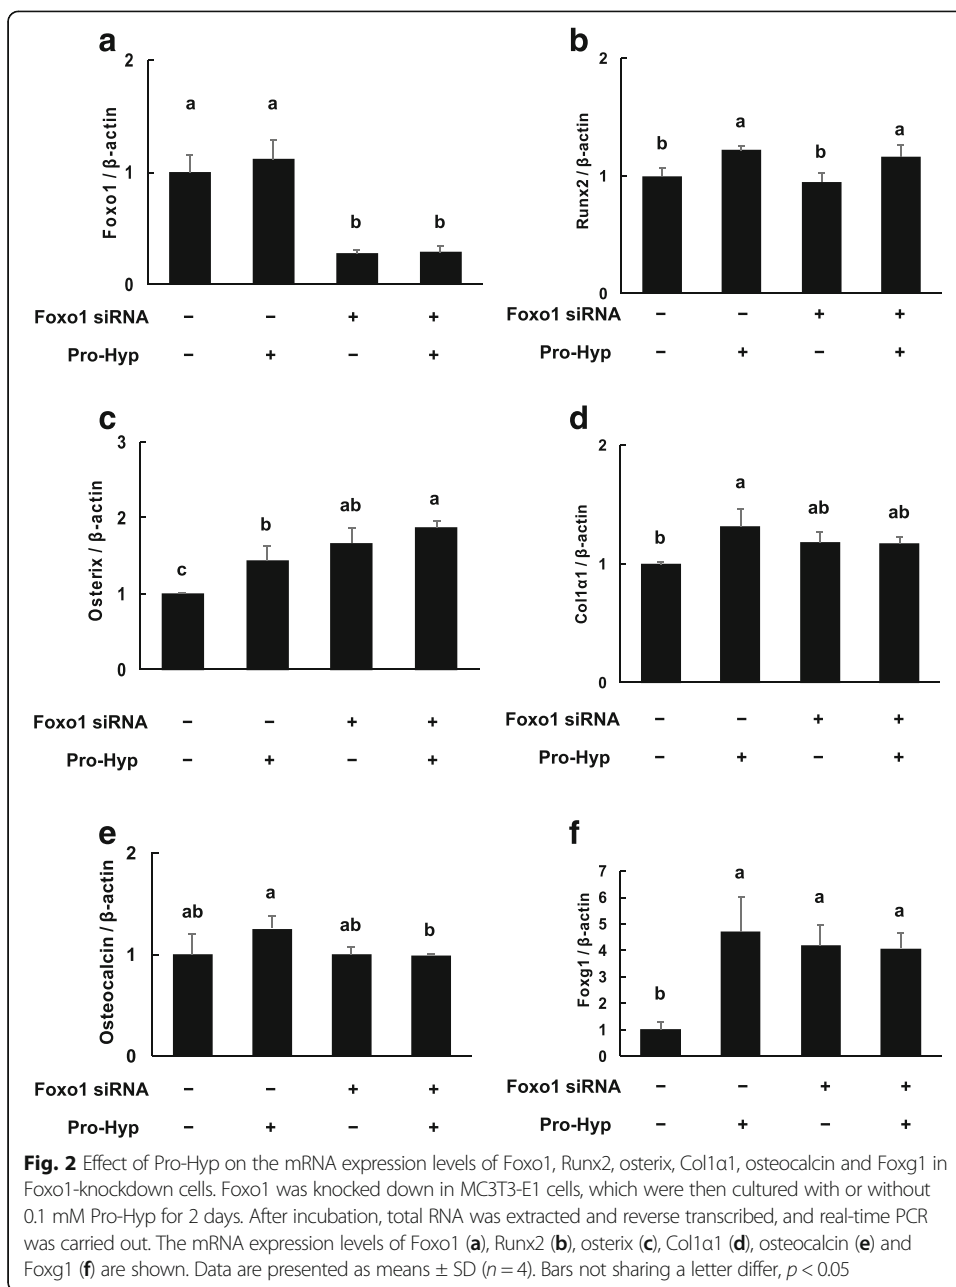 a
2
1
0
Foxo1 / β-actin
a a b b
Foxo1 siRNA − − + +
Pro-Hyp − + − +
b
2
1
0
Runx2 / β-actin
b a b a
Foxo1 siRNA − − + +
Pro-Hyp − + − +
c
3
2
1
0
Osterix / β-actin
c b ab a
Foxo1 siRNA − − + +
Pro-Hyp − + − +
d
2
1
0
Col1α1 / β-actin
b a ab ab
Foxo1 siRNA − − + +
Pro-Hyp − + − +
e
2
1
0
Osteocalcin / β-actin
ab a ab b
Foxo1 siRNA − − + +
Pro-Hyp − + − +
f
7
6
5
4
3
2
1
0
Foxg1 / β-actin
b a a a
Foxo1 siRNA − − + +
Pro-Hyp − + − +
Fig. 2 Effect of Pro-Hyp on the mRNA expression levels of Foxo1, Runx2, osterix, Col1α1, osteocalcin and Foxg1 in
Foxo1-knockdown cells. Foxo1 was knocked down in MC3T3-E1 cells, which were then cultured with or without
0.1 mM Pro-Hyp for 2 days. After incubation, total RNA was extracted and reverse transcribed, and real-time PCR
was carried out. The mRNA expression levels of Foxo1 (a), Runx2 (b), osterix (c), Col1α1 (d), osteocalcin (e) and
Foxg1 (f) are shown. Data are presented as means ± SD (n = 4). Bars not sharing a letter differ, p < 0.05